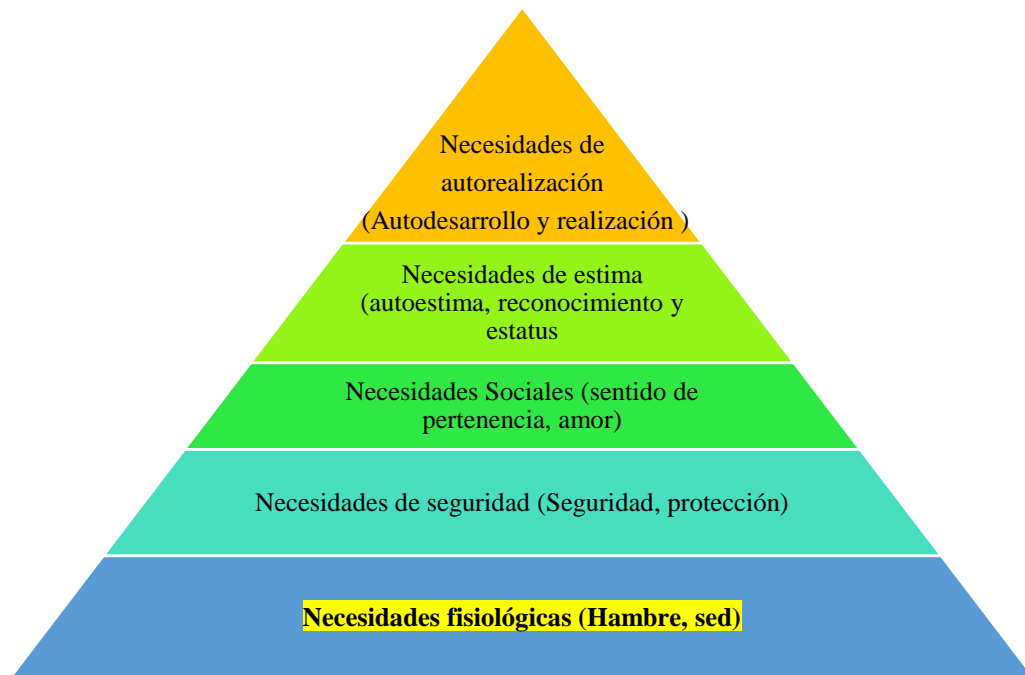 Necesidades de
autorealización
(Autodesarrollo y realización )
Necesidades de estima
(autoestima, reconocimiento y
estatus
Necesidades Sociales (sentido de
pertenencia, amor)
Necesidades de seguridad (Seguridad, protección)
Necesidades fisiológicas (Hambre, sed)